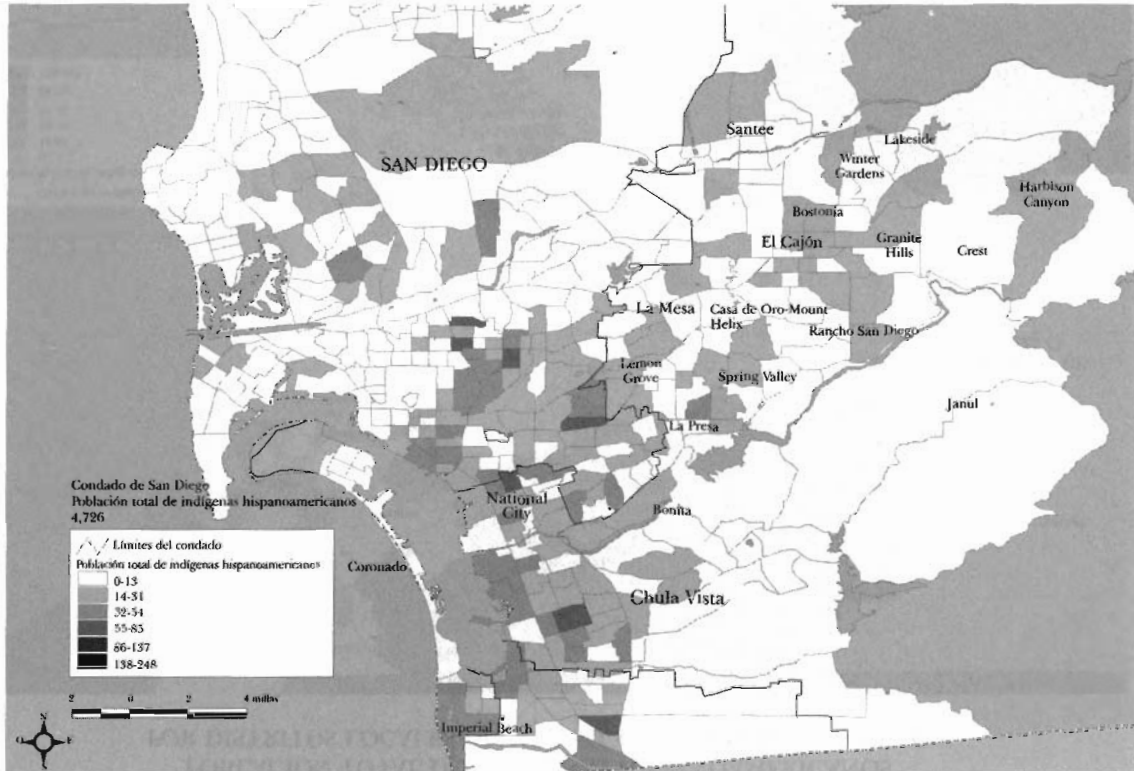 Santee
Lakeside
SAN DIEGO
Winter
Gardens
Harbison
Canyon
Bostonia
El Cajón
Granite
Hills
Crest
La Mesa
Casa de Oro-Mount
Helix
Rancho San Diego
Lemon
Grove
Spring Valley
Janul
La Presa
Condado de San Diego
Población total de indígenas hispanoamericanos
4,726
National
City
Bonita
Límites del condado
Población total de indígenas hispanoamericanos
0-13
14-31
32-54
55-85
86-137
138-248
Coronado
Chula Vista
2 0 2 4 millas
N
O E
S
Imperial Beach